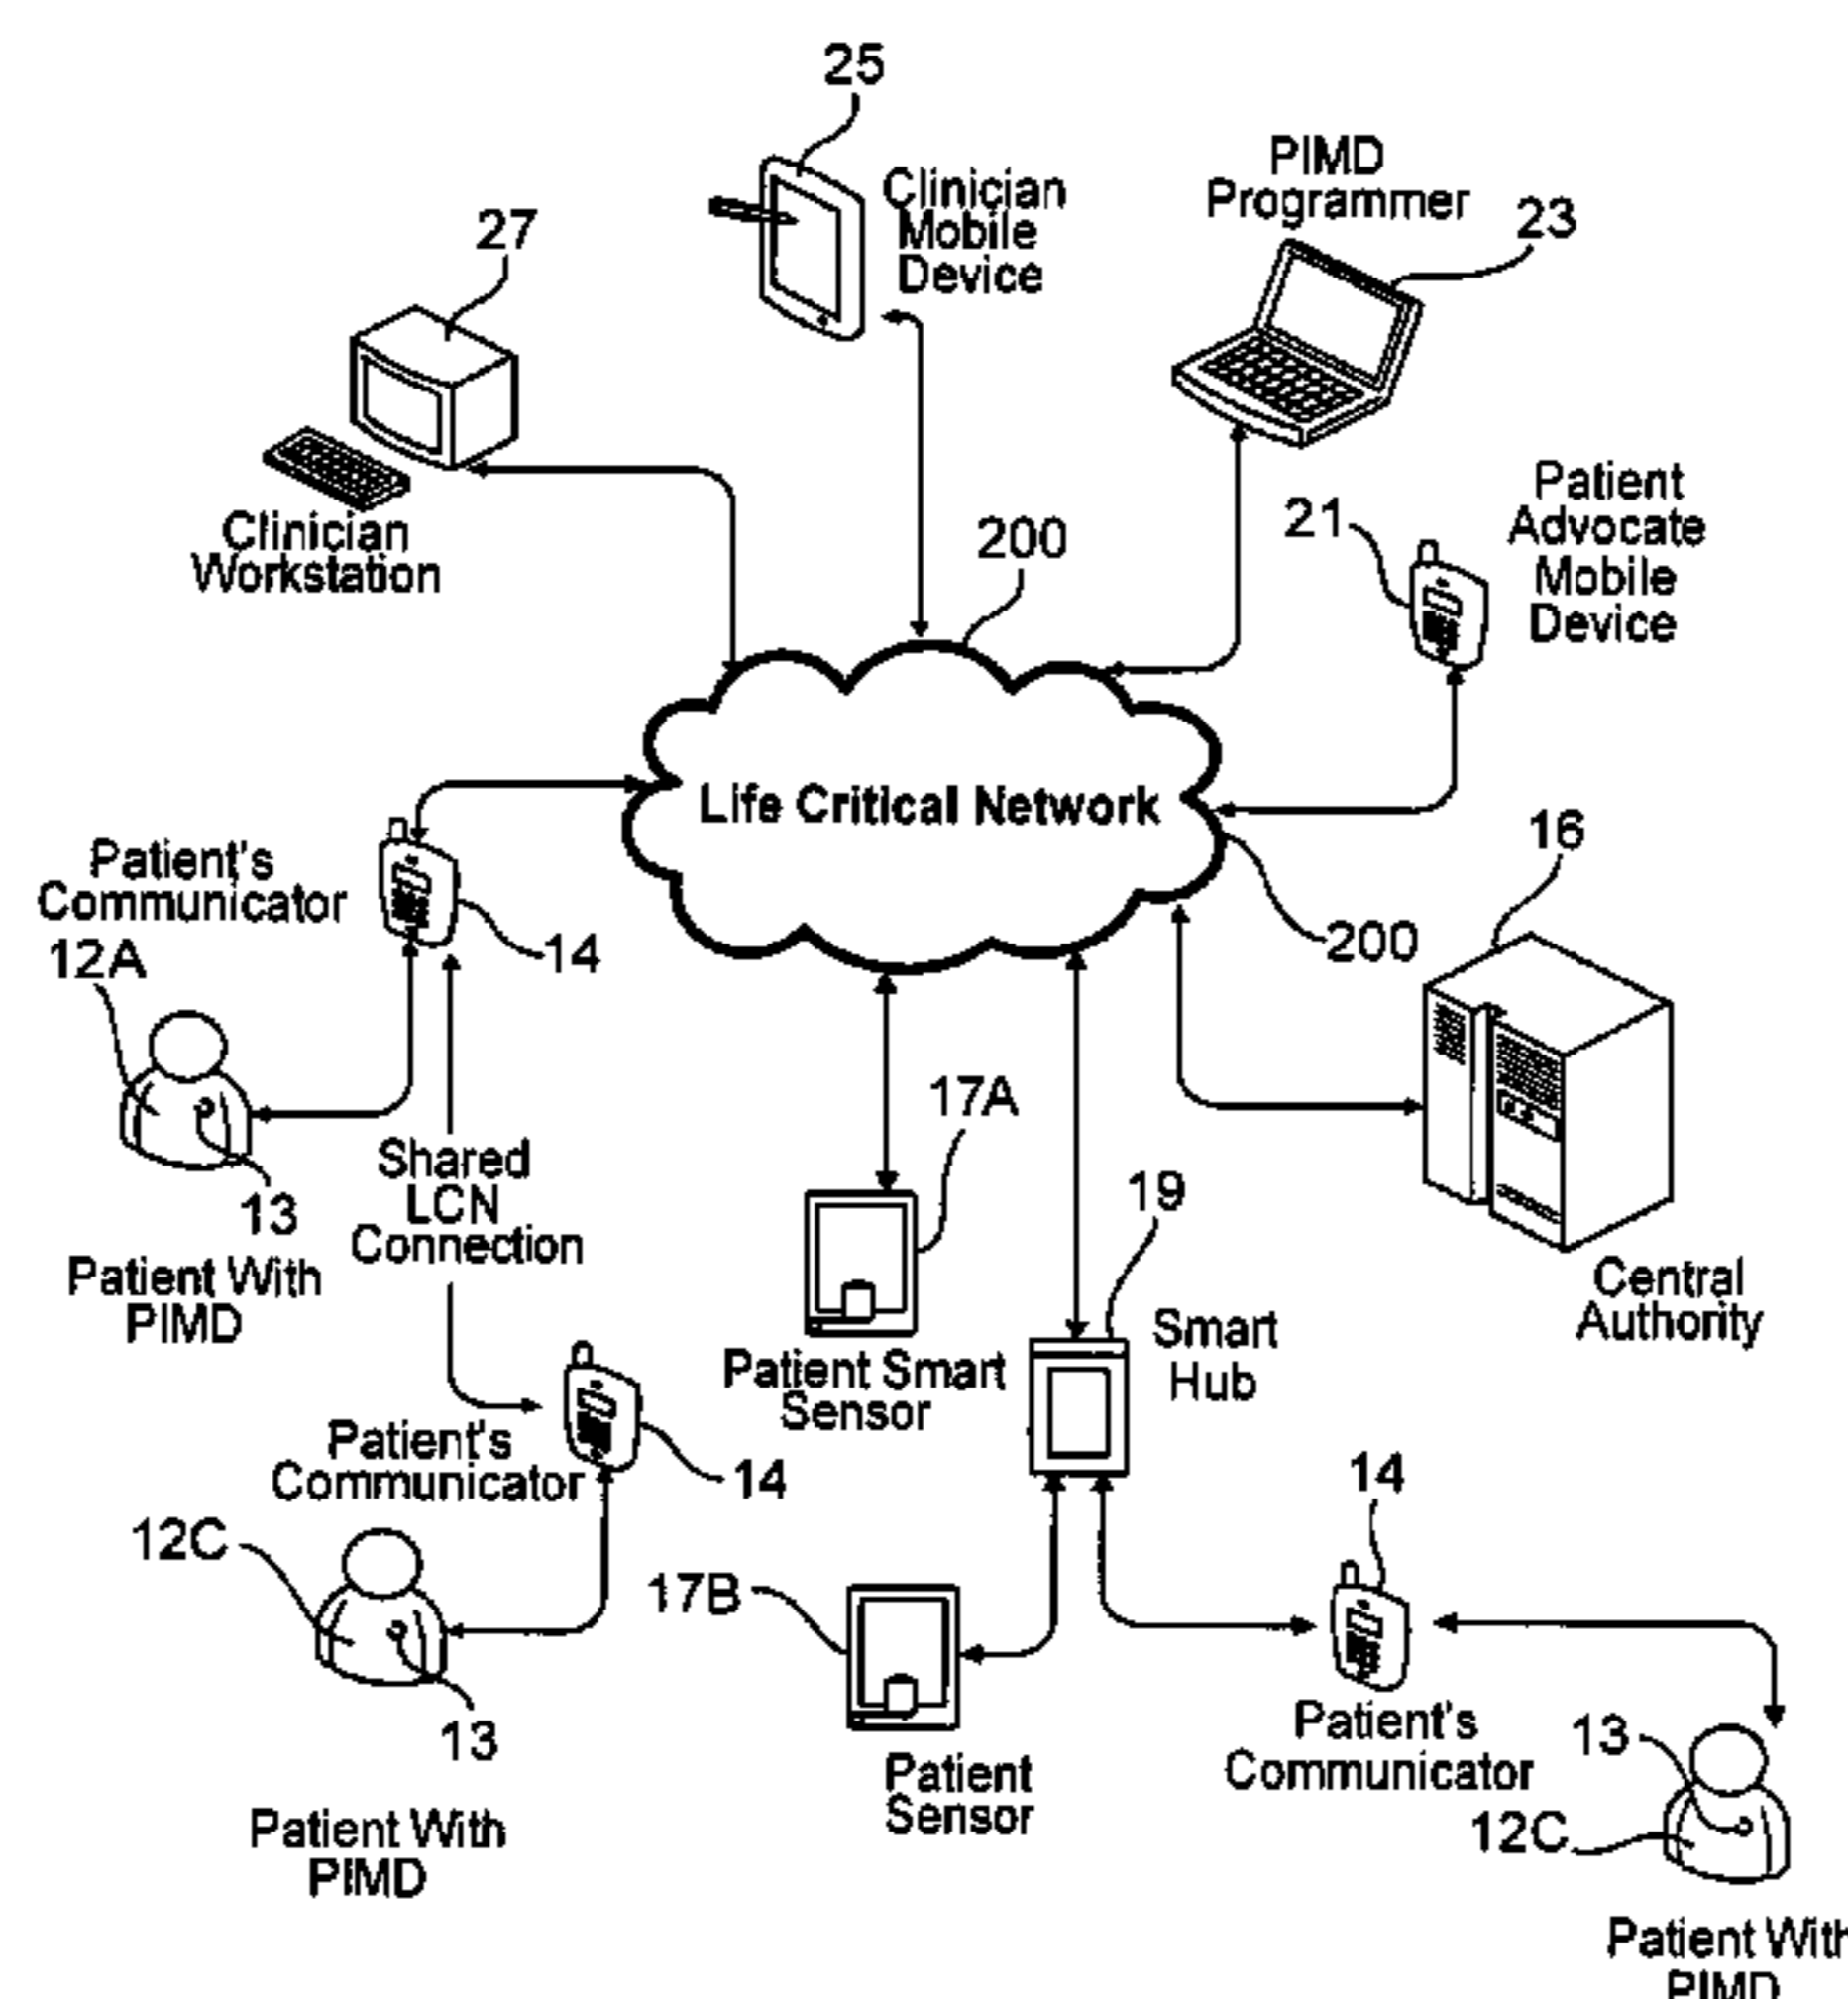 25
PIMD
Programmer
23
Clinician
Mobile
Device
27
Clinician
Workstation
200
21
Patient
Advocate
Mobile
Device
Life Critical Network
16
Patient's
Communicator
12A
14
200
13
Patient With
PIMD
Shared
LCN
Connection
17A
19
Patient Smart
Sensor
Smart
Hub
Central
Authority
Patient's
Communicator
14
12C
13
Patient With
PIMD
17B
Patient
Sensor
14
Patient's
Communicator
13
12C
Patient With
PIMD